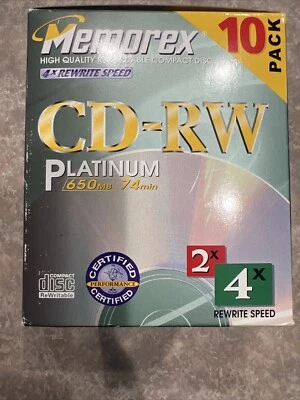 Memorex
10 PACK
HIGH QUALITY RECORDABLE COMPACT DISC
4X REWRITE SPEED
CD-RW
PLATINUM
650MB 74min
COMPACT
disc
ReWritable
CERTIFIED
PERFORMANCE
CERTIFIED
2X
4X
REWRITE SPEED